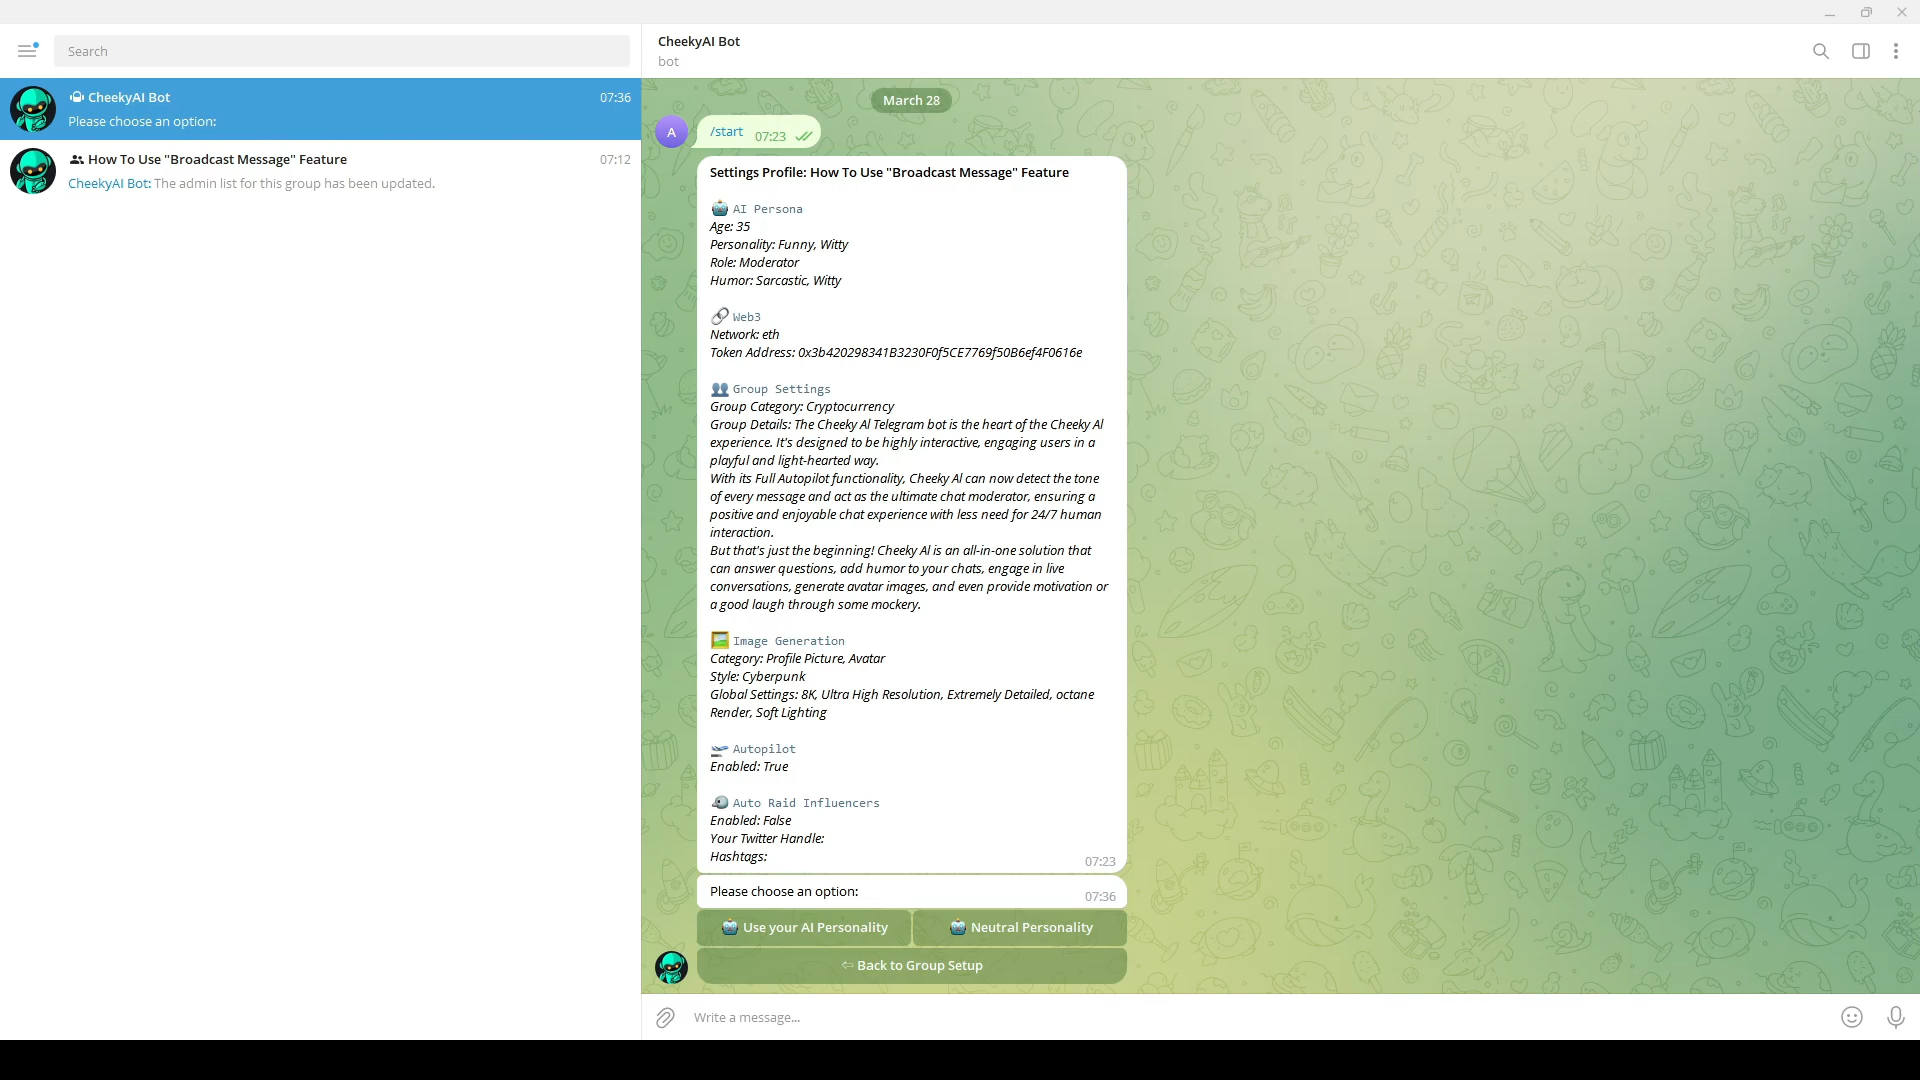 Search
CheekyAI Bot
07:36
Please choose an option:
How To Use "Broadcast Message" Feature
07:12
CheekyAI Bot: The admin list for this group has been updated.
CheekyAI Bot
bot
March 28
A
/start 07:23
Settings Profile: How To Use "Broadcast Message" Feature
AI Persona
Age: 35
Personality: Funny, Witty
Role: Moderator
Humor: Sarcastic, Witty
Web3
Network: eth
Token Address: 0x3b420298341B3230F0f5CE7769f50B6ef4F0616e
Group Settings
Group Category: Cryptocurrency
Group Details: The Cheeky AI Telegram bot is the heart of the Cheeky AI
experience. It's designed to be highly interactive, engaging users in a
playful and light-hearted way.
With its Full Autopilot functionality, Cheeky AI can now detect the tone
of every message and act as the ultimate chat moderator, ensuring a
positive and enjoyable chat experience with less need for 24/7 human
interaction.
But that's just the beginning! Cheeky AI is an all-in-one solution that
can answer questions, add humor to your chats, engage in live
conversations, generate avatar images, and even provide motivation or
a good laugh through some mockery.
Image Generation
Category: Profile Picture, Avatar
Style: Cyberpunk
Global Settings: 8K, Ultra High Resolution, Extremely Detailed, octane
Render, Soft Lighting
Autopilot
Enabled: True
Auto Raid Influencers
Enabled: False
Your Twitter Handle:
Hashtags:
07:23
Please choose an option:
07:36
Use your AI Personality
Neutral Personality
⇦ Back to Group Setup
Write a message...